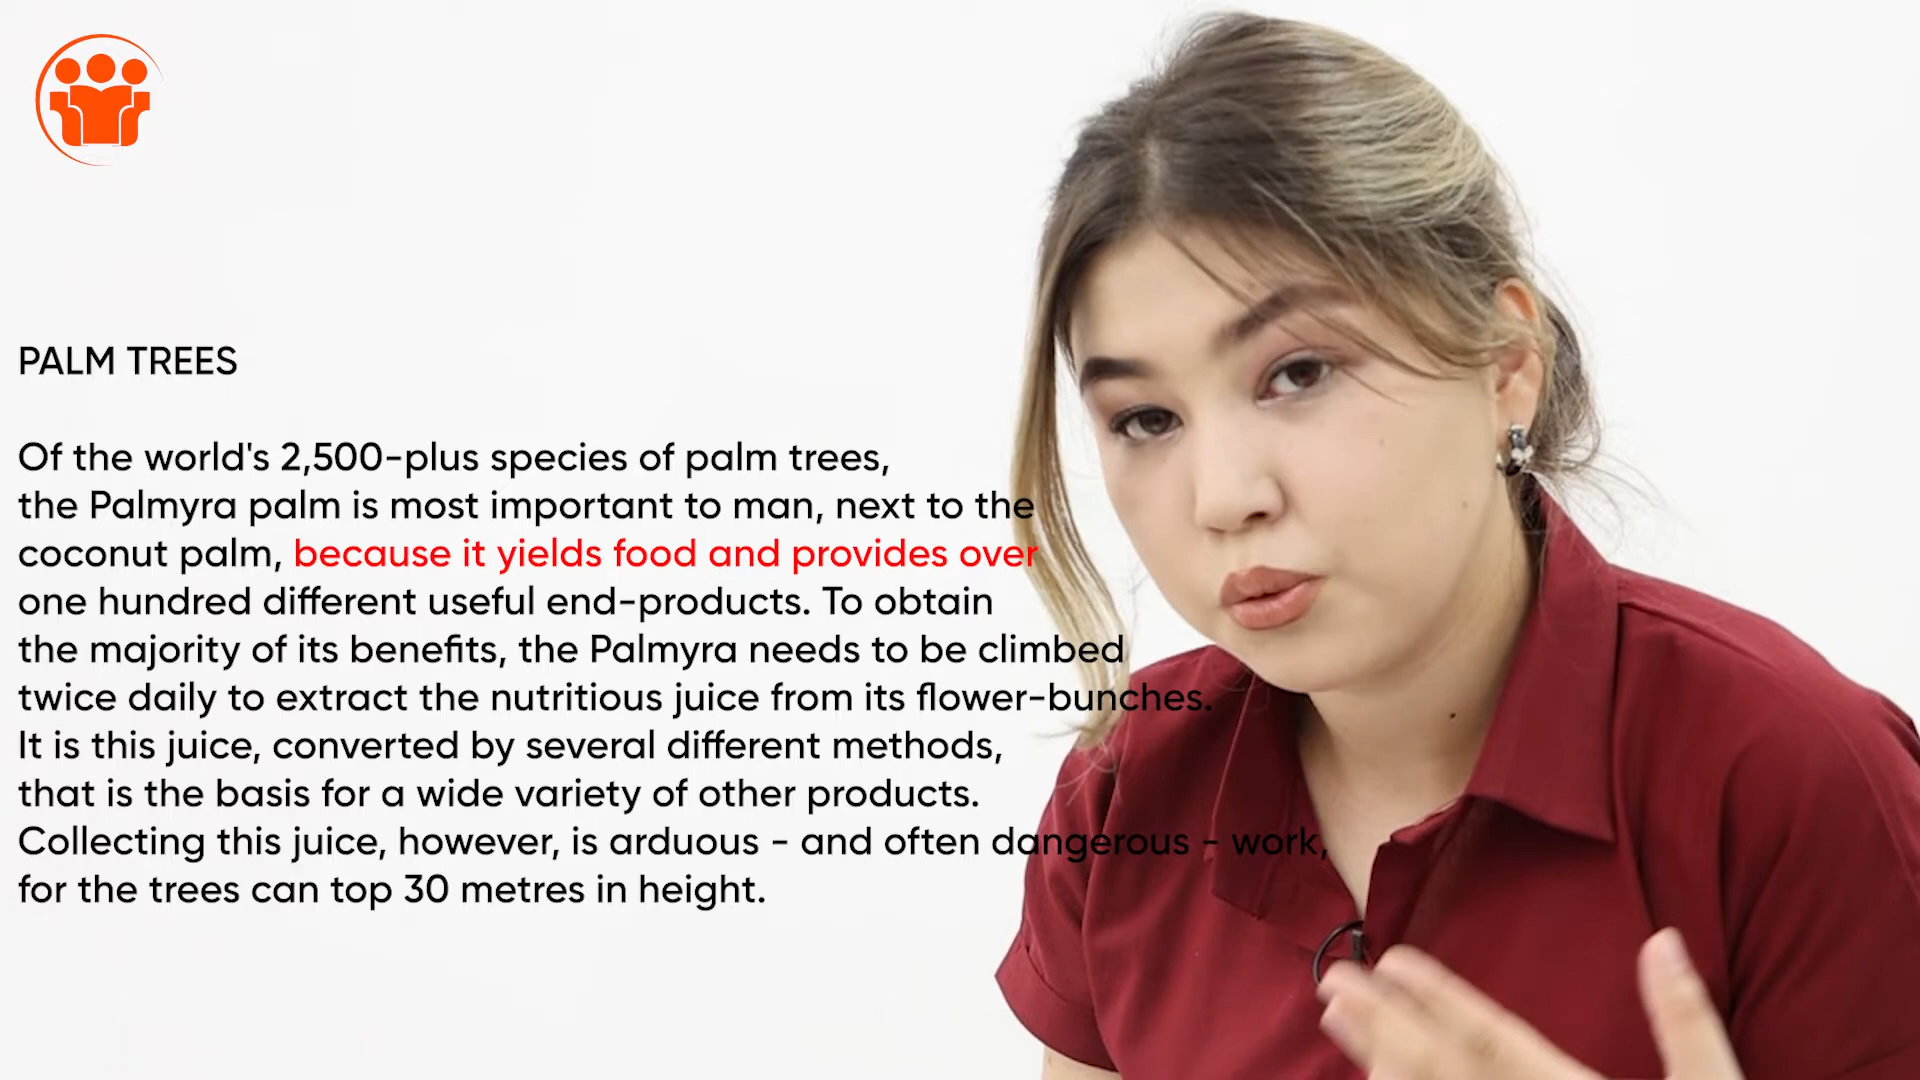 PALM TREES
Of the world's 2,500-plus species of palm trees,
the Palmyra palm is most important to man, next to the
coconut palm, because it yields food and provides over
one hundred different useful end-products. To obtain
the majority of its benefits, the Palmyra needs to be climbed
twice daily to extract the nutritious juice from its flower-bunches.
It is this juice, converted by several different methods,
that is the basis for a wide variety of other products.
Collecting this juice, however, is arduous - and often dangerous - work,
for the trees can top 30 metres in height.